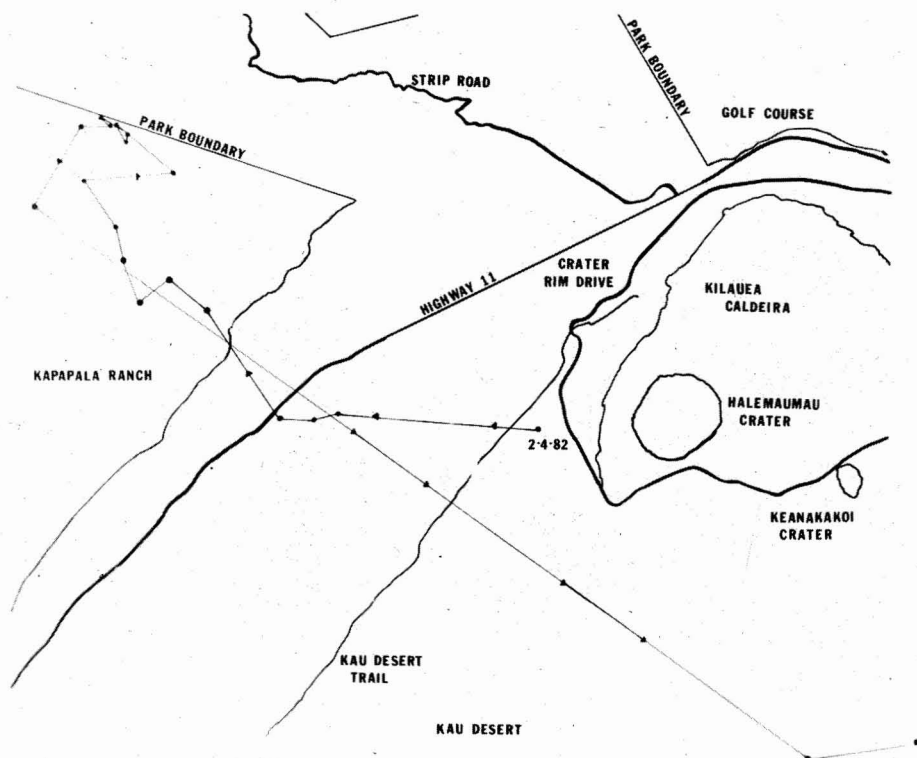 STRIP ROAD
PARK BOUNDARY
GOLF COURSE
PARK BOUNDARY
CRATER
RIM DRIVE
KILAUEA
CALDEIRA
HIGHWAY 11
KAPAPALA RANCH
HALEMAUMAU
CRATER
2-4-82
KEANAKAKOI
CRATER
KAU DESERT
TRAIL
KAU DESERT